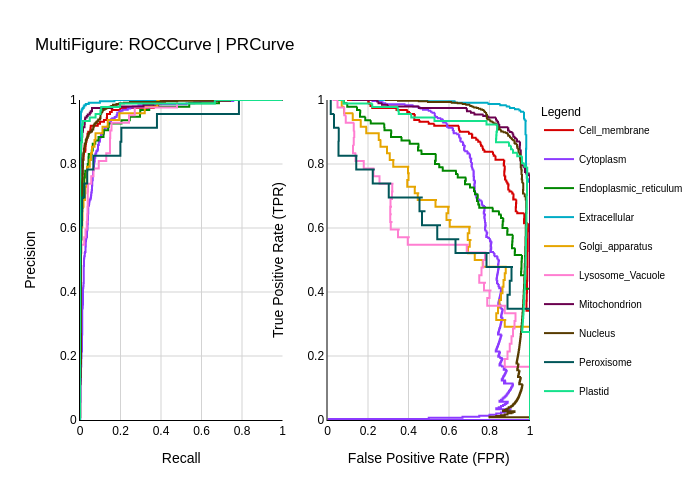 MultiFigure: ROCCurve | PRCurve
Precision
1
0.8
0.6
0.4
0.2
0
0 0.2 0.4 0.6 0.8 1
Recall
True Positive Rate (TPR)
1
0.8
0.6
0.4
0.2
0
0 0.2 0.4 0.6 0.8 1
False Positive Rate (FPR)
Legend
Cell_membrane
Cytoplasm
Endoplasmic_reticulum
Extracellular
Golgi_apparatus
Lysosome_Vacuole
Mitochondrion
Nucleus
Peroxisome
Plastid